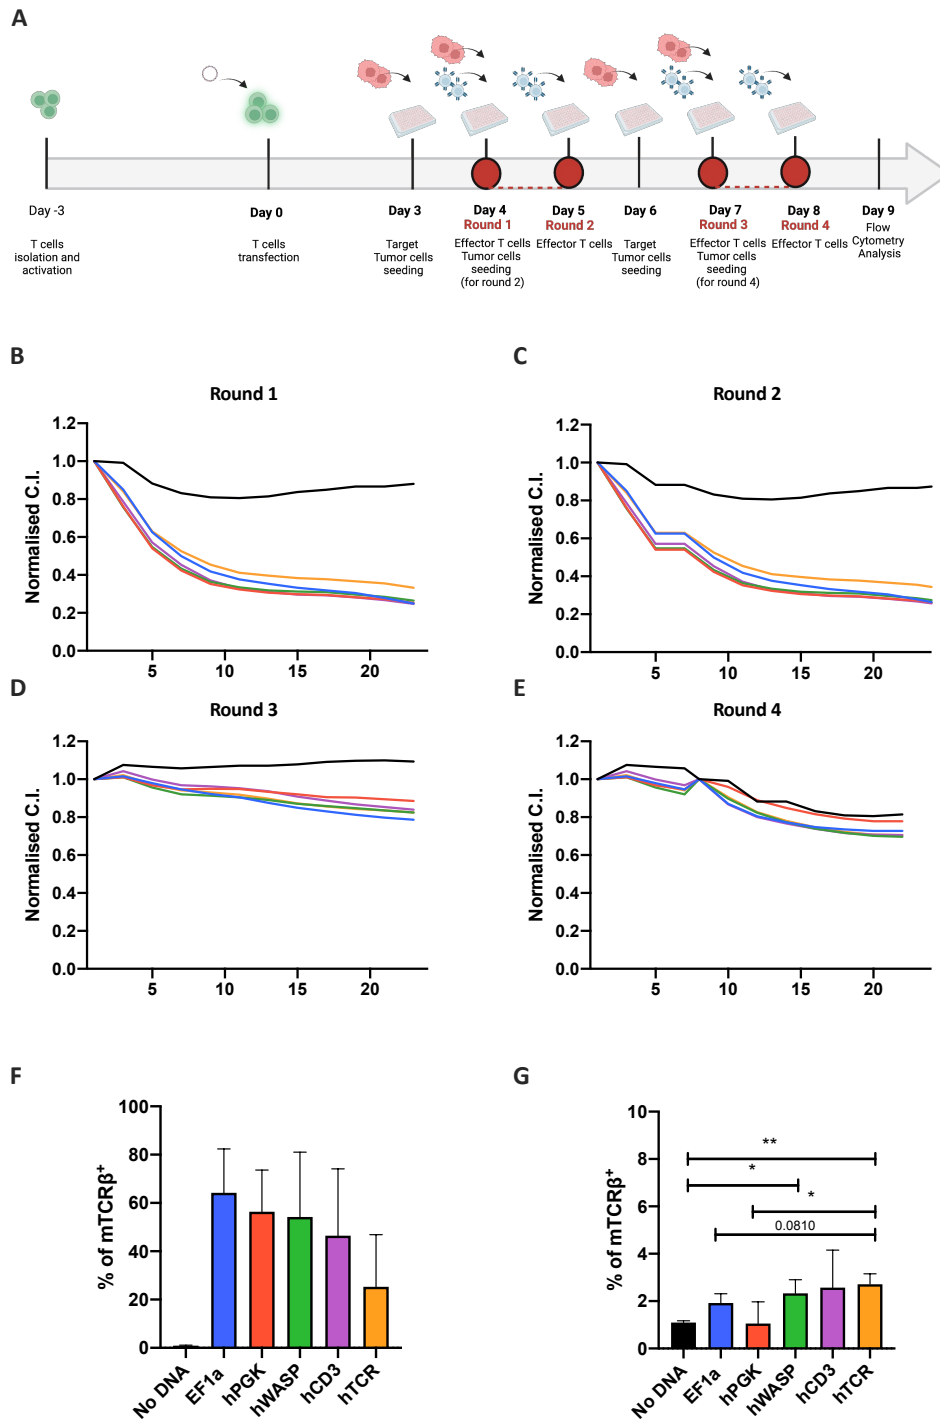 A
Day -3
Day 0
Day 3
Day 4
Day 5
Day 6
Day 7
Day 8
Day 9
Round 1
Round 2
Round 3
Round 4
T cells
isolation and
activation
T cells
transfection
Target
Tumor cells
seeding
Effector T cells
Tumor cells
seeding
(for round 2)
Effector T cells
Target
Tumor cells
seeding
Effector T cells
Tumor cells
seeding
(for round 4)
Effector T cells
Flow
Cytometry
Analysis
B
Round 1
Normalised C.I.
1.2
1.0
0.8
0.6
0.4
0.2
0.0
5 10 15 20
C
Round 2
Normalised C.I.
1.2
1.0
0.8
0.6
0.4
0.2
0.0
5 10 15 20
D
Round 3
Normalised C.I.
1.2
1.0
0.8
0.6
0.4
0.2
0.0
5 10 15 20
E
Round 4
Normalised C.I.
1.2
1.0
0.8
0.6
0.4
0.2
0.0
5 10 15 20
F
% of mTCRβ+
100
80
60
40
20
0
No DNA
EF1a
hPGK
hWASP
hCD3
hTCR
G
% of mTCRβ+
10
8
6
4
2
0
**
*
*
0.0810
No DNA
EF1a
hPGK
hWASP
hCD3
hTCR